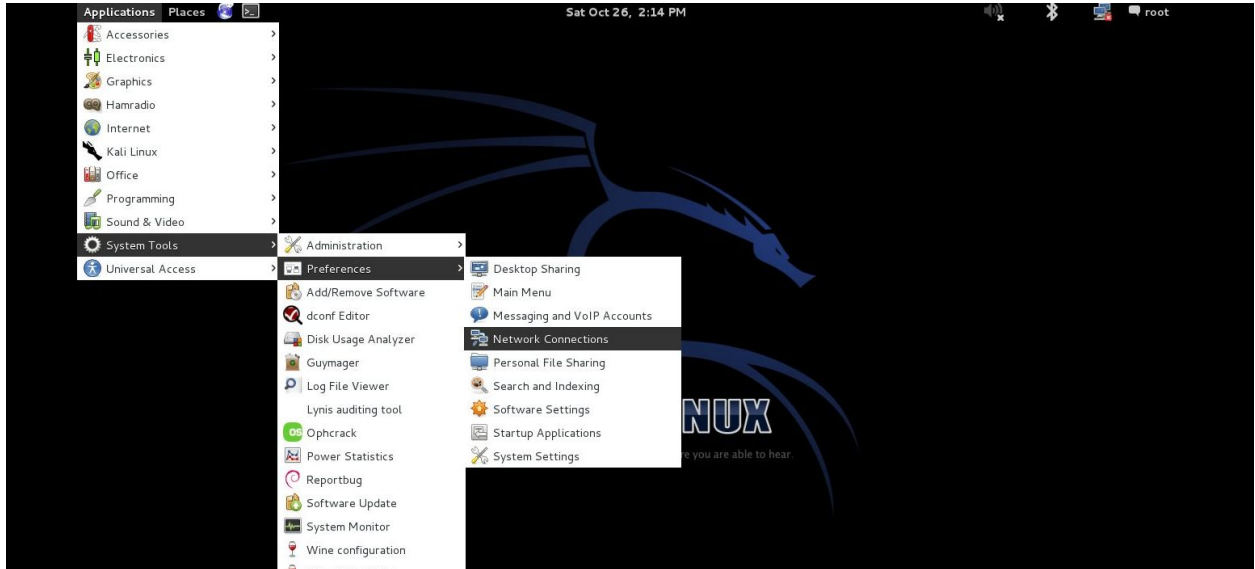 Applications Places
Sat Oct 26, 2:14 PM
root
Accessories
Electronics
Graphics
Hamradio
Internet
Kali Linux
Office
Programming
Sound & Video
System Tools
Universal Access
Administration
Preferences
Add/Remove Software
dconf Editor
Disk Usage Analyzer
Guymager
Log File Viewer
Lynis auditing tool
OS Ophcrack
Power Statistics
Reportbug
Software Update
System Monitor
Wine configuration
Desktop Sharing
Main Menu
Messaging and VoIP Accounts
Network Connections
Personal File Sharing
Search and Indexing
Software Settings
Startup Applications
System Settings
NUX
re you are able to hear.